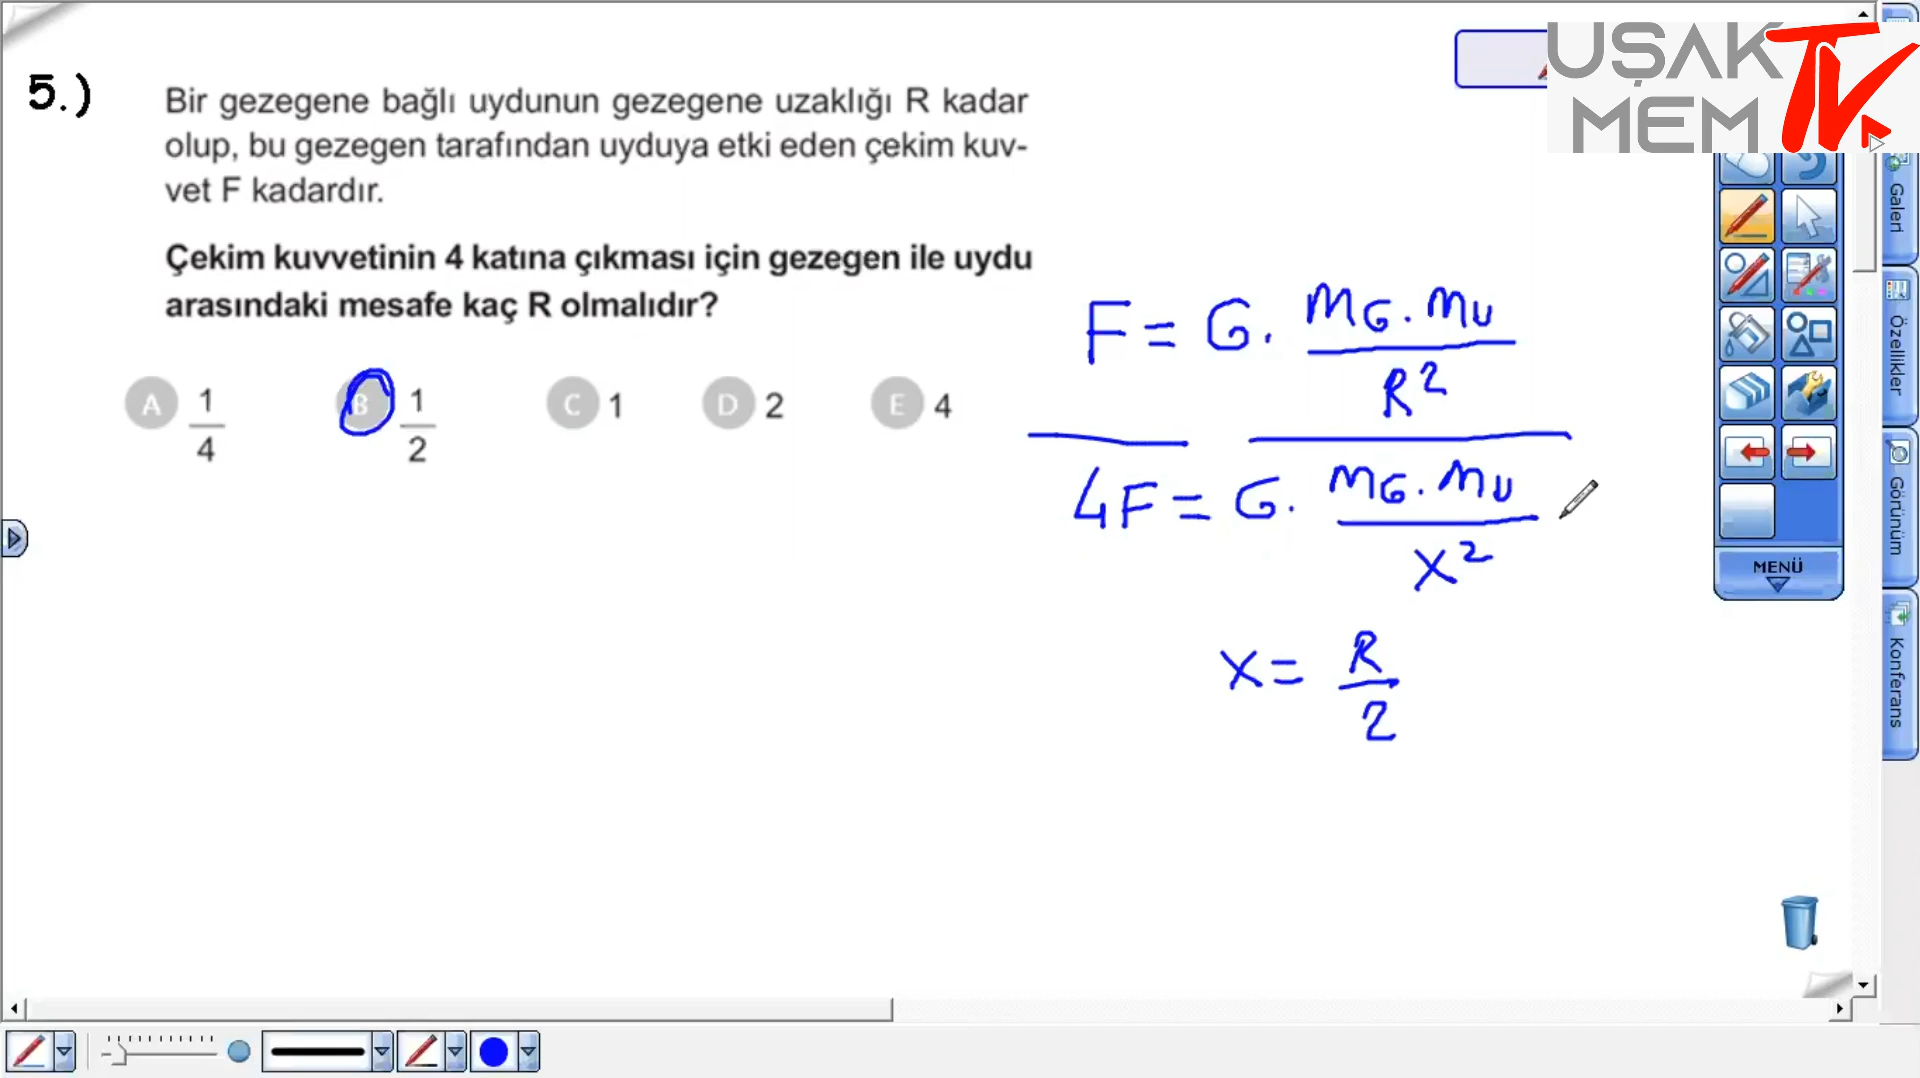 UŞAK
MEM TV
5.)
Bir gezegene bağlı uydunun gezegene uzaklığı R kadar
olup, bu gezegen tarafından uyduya etki eden çekim kuv-
vet F kadardır.
Çekim kuvvetinin 4 katına çıkması için gezegen ile uydu
arasındaki mesafe kaç R olmalıdır?
A 1/4 B 1/2 C 1 D 2 E 4
F = G. MG.MU / R²
4F = G. MG.MU / X²
X = R/2
Galeri
Özellikler
Görünüm
Konferans
MENÜ